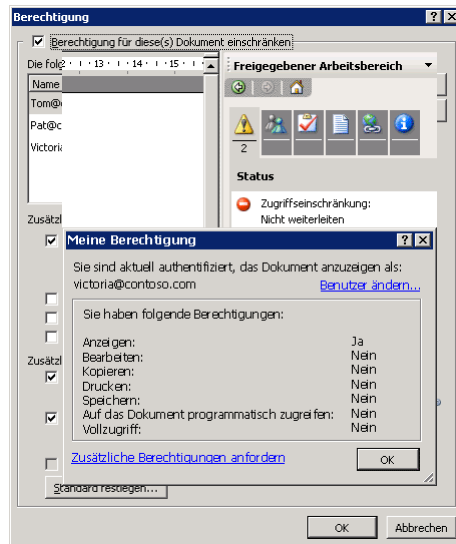 Berechtigung
Berechtigung für diese(s) Dokument einschränken
Die folg
· 13 · ı · 14 · ı · 15 · ı
Freigegebener Arbeitsbereich
Name
Tom@
Pat@c
Victoria
2
Status
Zugriffseinschränkung:
Nicht weiterleiten
Zusätzl
Meine Berechtigung
Sie sind aktuell authentifiziert, das Dokument anzuzeigen als:
victoria@contoso.com
Benutzer ändern...
Sie haben folgende Berechtigungen:
Anzeigen: Ja
Bearbeiten: Nein
Kopieren: Nein
Drucken: Nein
Speichern: Nein
Auf das Dokument programmatisch zugreifen: Nein
Vollzugriff: Nein
Zusätzl
Zusätzliche Berechtigungen anfordern
OK
Standard festlegen...
OK
Abbrechen